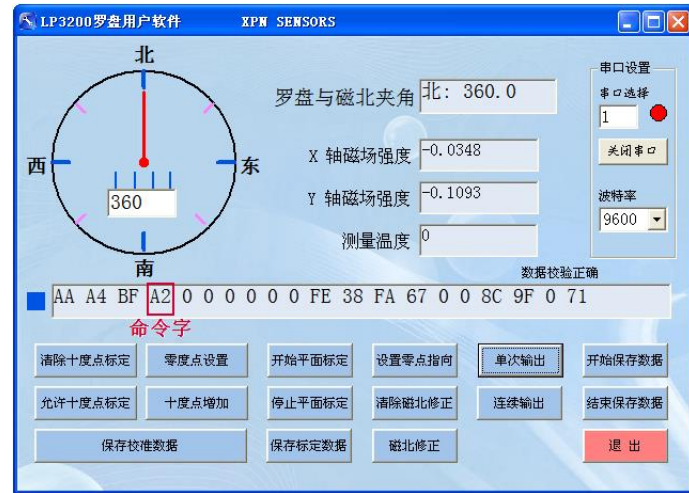 LP3200罗盘用户软件 XPN SENSORS
北
西
东
南
360
罗盘与磁北夹角 北: 360.0
X 轴磁场强度 -0.0348
Y 轴磁场强度 -0.1093
测量温度 0
串口设置
串口选择
1
关闭串口
波特率
9600
数据校验正确
AA A4 BF A2 0 0 0 0 0 0 FE 38 FA 67 0 0 8C 9F 0 71
命令字
清除十度点标定 零度点设置 开始平面标定 设置零点指向 单次输出 开始保存数据
允许十度点标定 十度点增加 停止平面标定 清除磁北修正 连续输出 结束保存数据
保存校准数据 保存标定数据 磁北修正 退 出